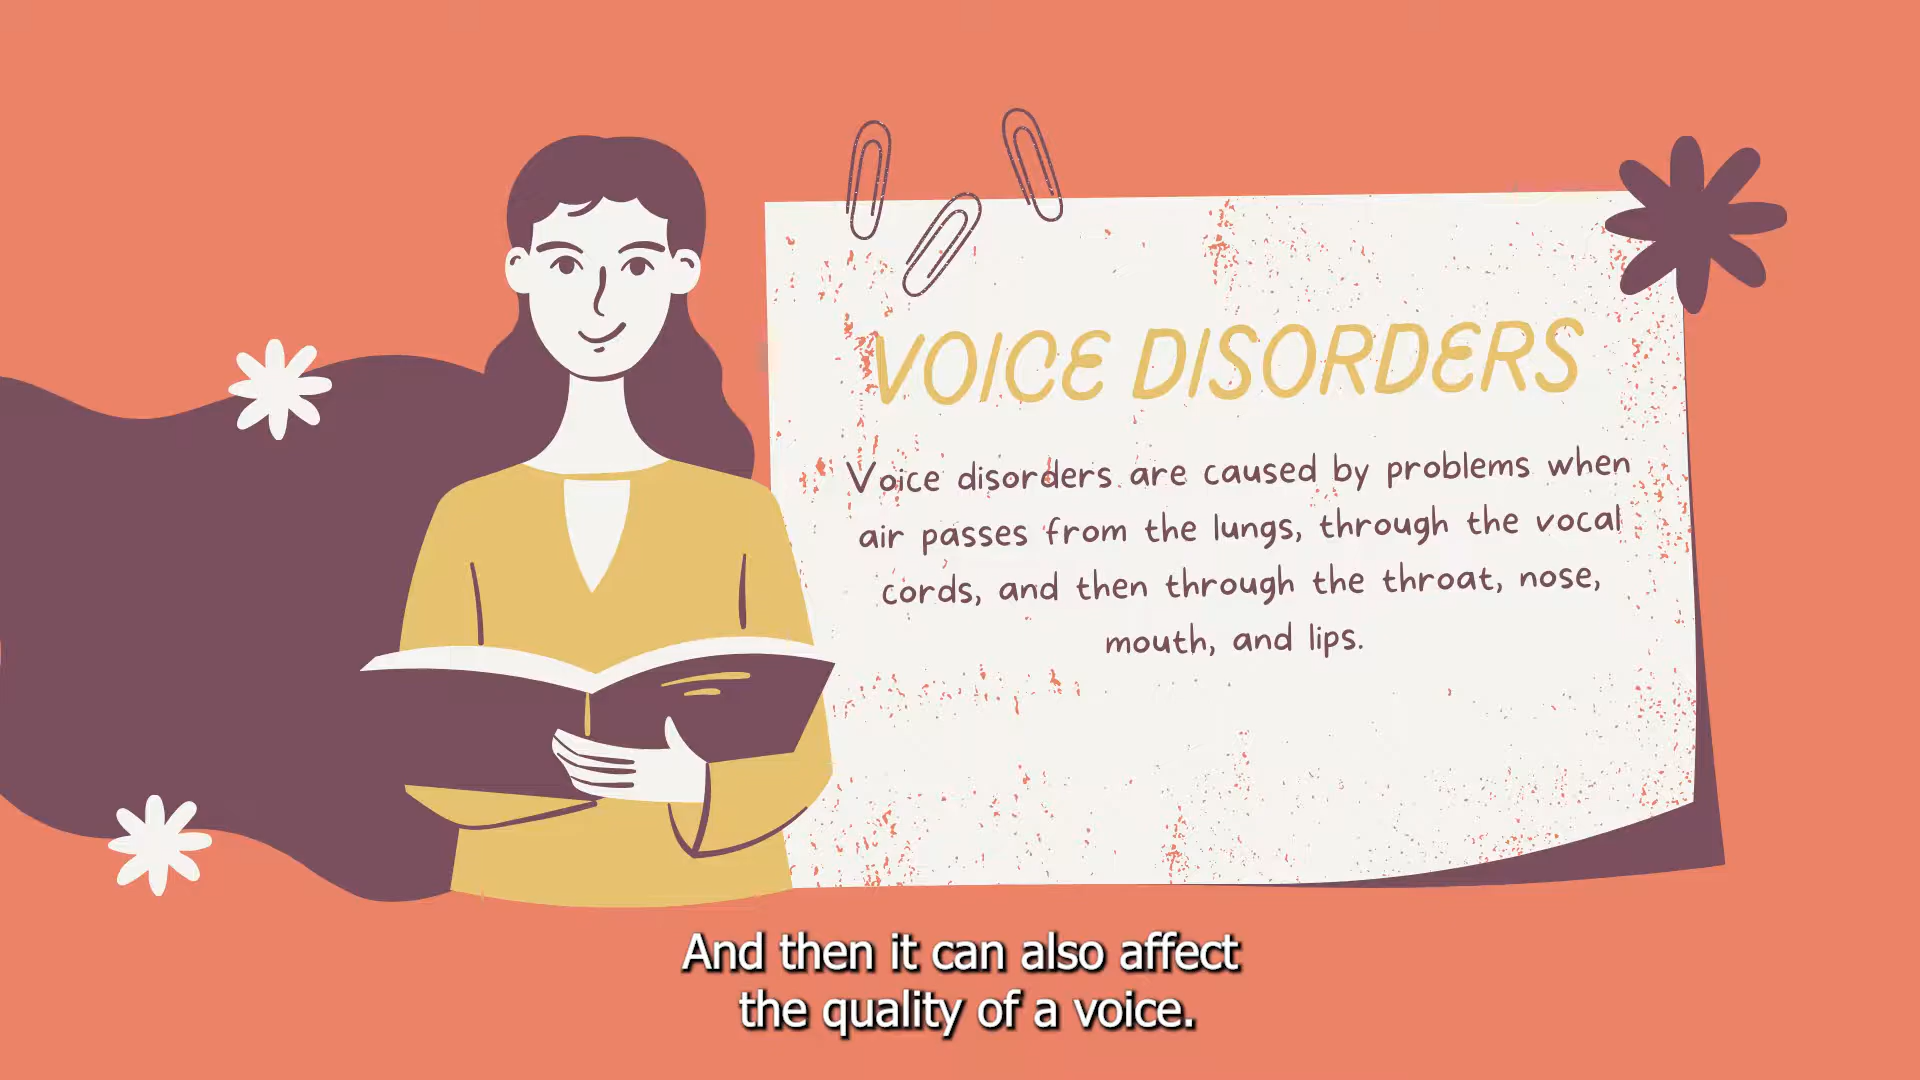 VOICE DISORDERS
Voice disorders are caused by problems when
air passes from the lungs, through the vocal
cords, and then through the throat, nose,
mouth, and lips.
And then it can also affect
the quality of a voice.